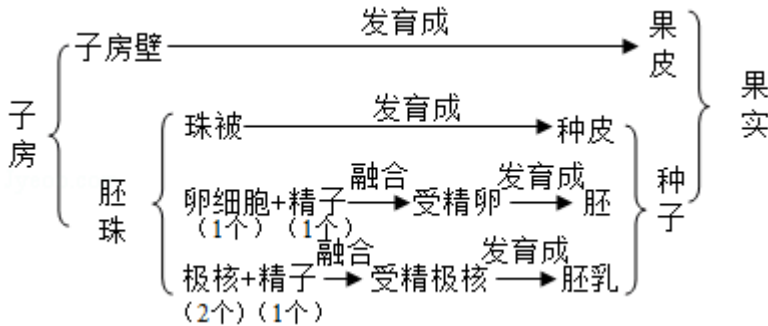 子房
子房壁 发育成 果皮
胚珠
珠被 发育成 种皮
卵细胞+精子 融合 受精卵 发育成 胚
（1个）（1个）
极核+精子 融合 受精极核 发育成 胚乳
（2个）（1个）
种子
果实